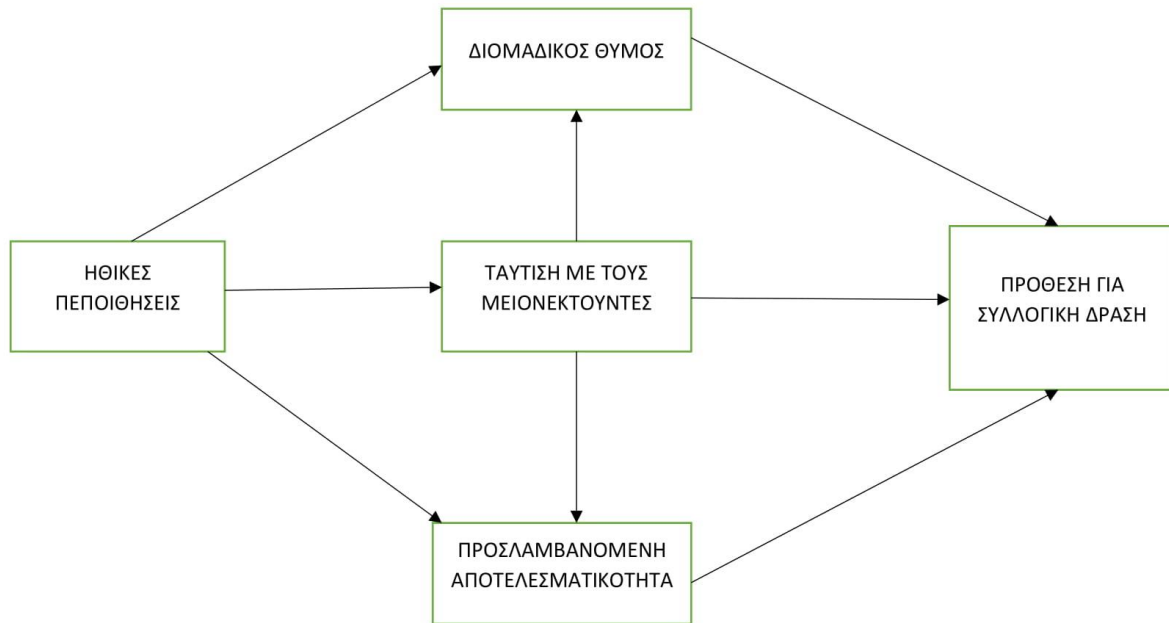 ΔΙΟΜΑΔΙΚΟΣ ΘΥΜΟΣ
ΗΘΙΚΕΣ
ΠΕΠΟΙΘΗΣΕΙΣ
ΤΑΥΤΙΣΗ ΜΕ ΤΟΥΣ
ΜΕΙΟΝΕΚΤΟΥΝΤΕΣ
ΠΡΟΘΕΣΗ ΓΙΑ
ΣΥΛΛΟΓΙΚΗ ΔΡΑΣΗ
ΠΡΟΣΛΑΜΒΑΝΟΜΕΝΗ
ΑΠΟΤΕΛΕΣΜΑΤΙΚΟΤΗΤΑ